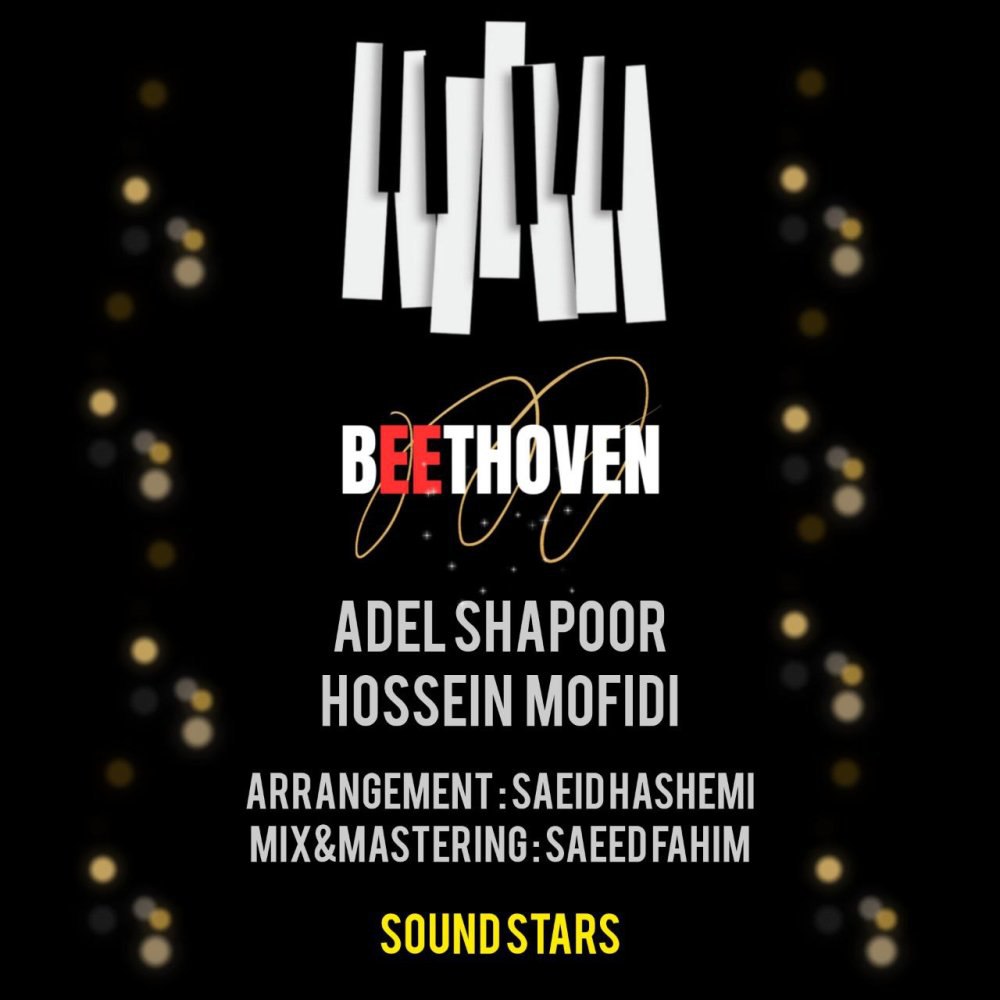 BEETHOVEN
ADEL SHAPOOR
HOSSEIN MOFIDI
ARRANGEMENT : SAEID HASHEMI
MIX&MASTERING : SAEED FAHIM
SOUND STARS